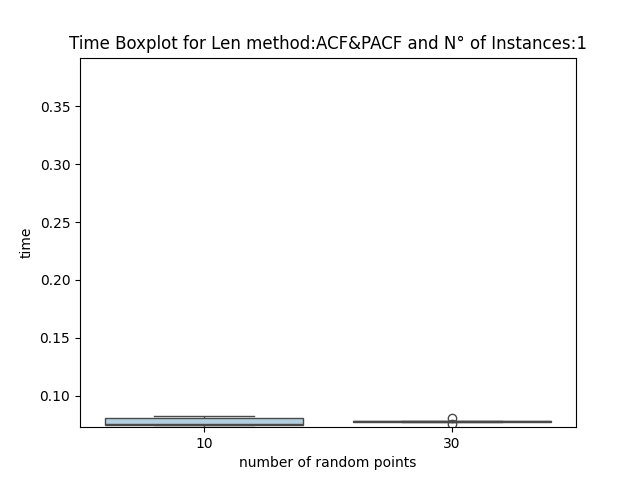 Time Boxplot for Len method:ACF&PACF and N° of Instances:1
0.35
0.30
0.25
0.20
0.15
0.10
time
10
30
number of random points